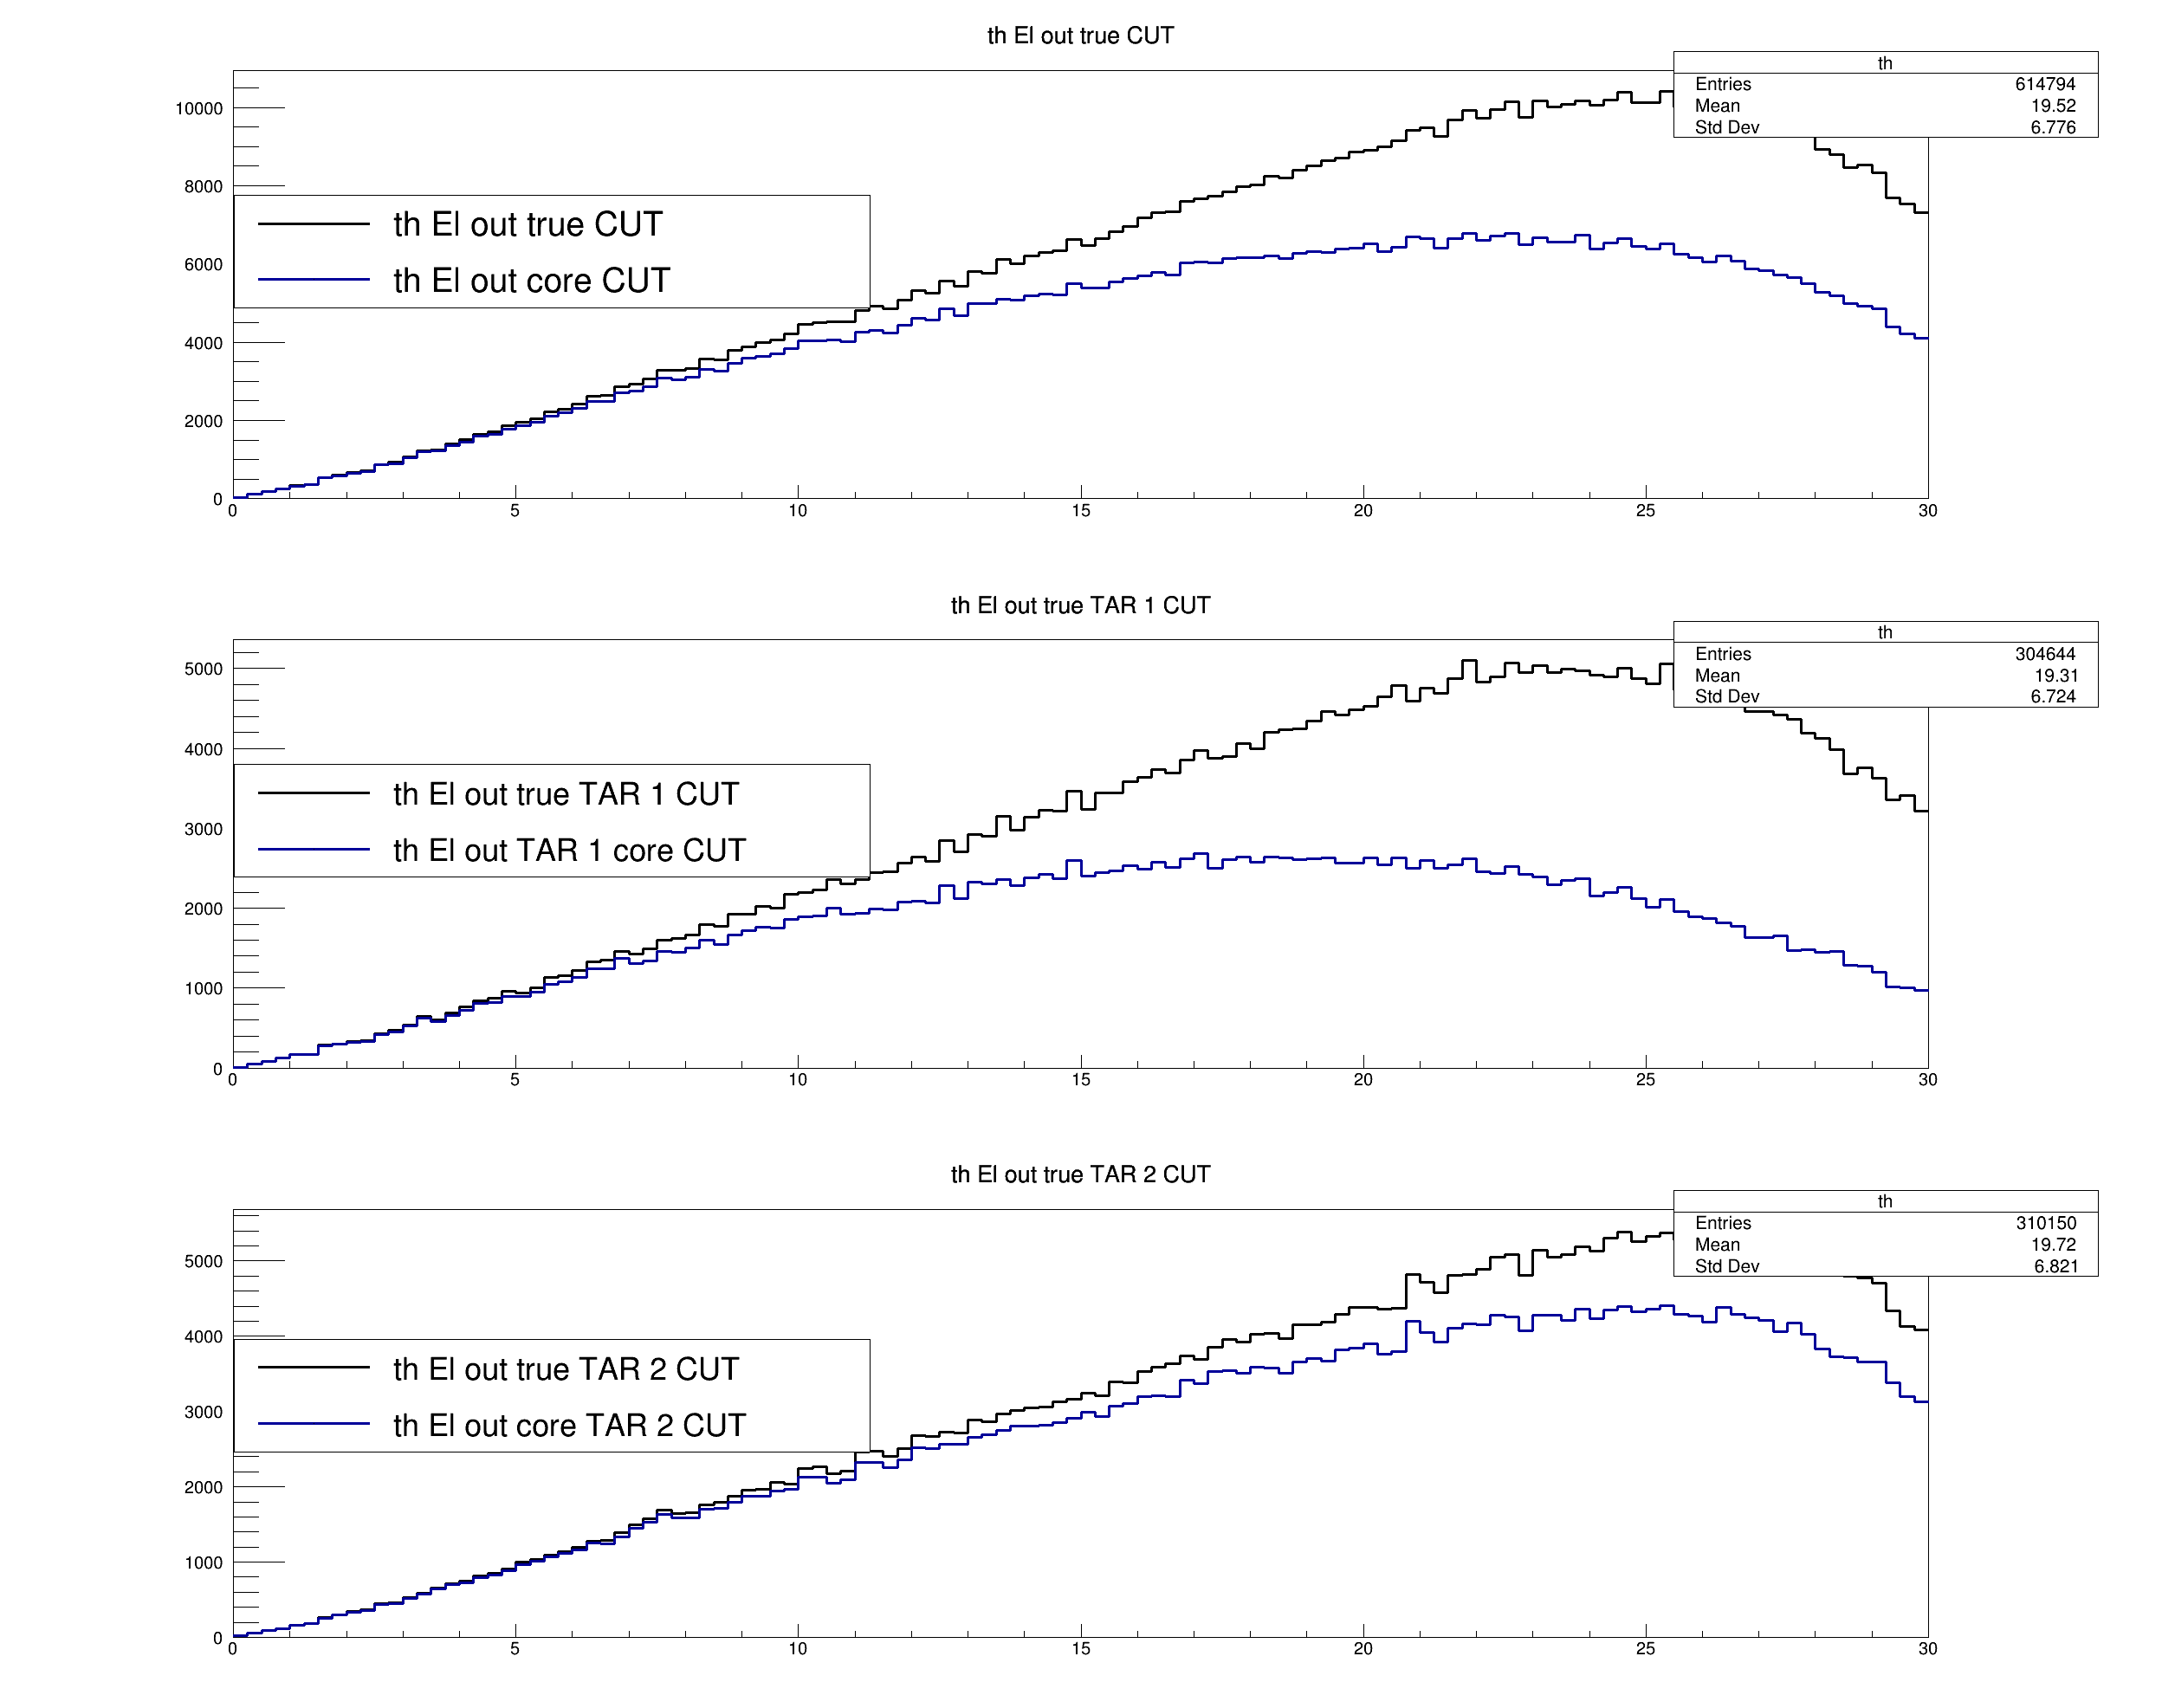 th El out true CUT
th
Entries 614794
Mean 19.52
Std Dev 6.776
10000
8000
6000
4000
2000
0
th El out true CUT
th El out core CUT
0 5 10 15 20 25 30
th El out true TAR 1 CUT
th
Entries 304644
Mean 19.31
Std Dev 6.724
5000
4000
3000
2000
1000
0
th El out true TAR 1 CUT
th El out TAR 1 core CUT
0 5 10 15 20 25 30
th El out true TAR 2 CUT
th
Entries 310150
Mean 19.72
Std Dev 6.821
5000
4000
3000
2000
1000
0
th El out true TAR 2 CUT
th El out core TAR 2 CUT
0 5 10 15 20 25 30